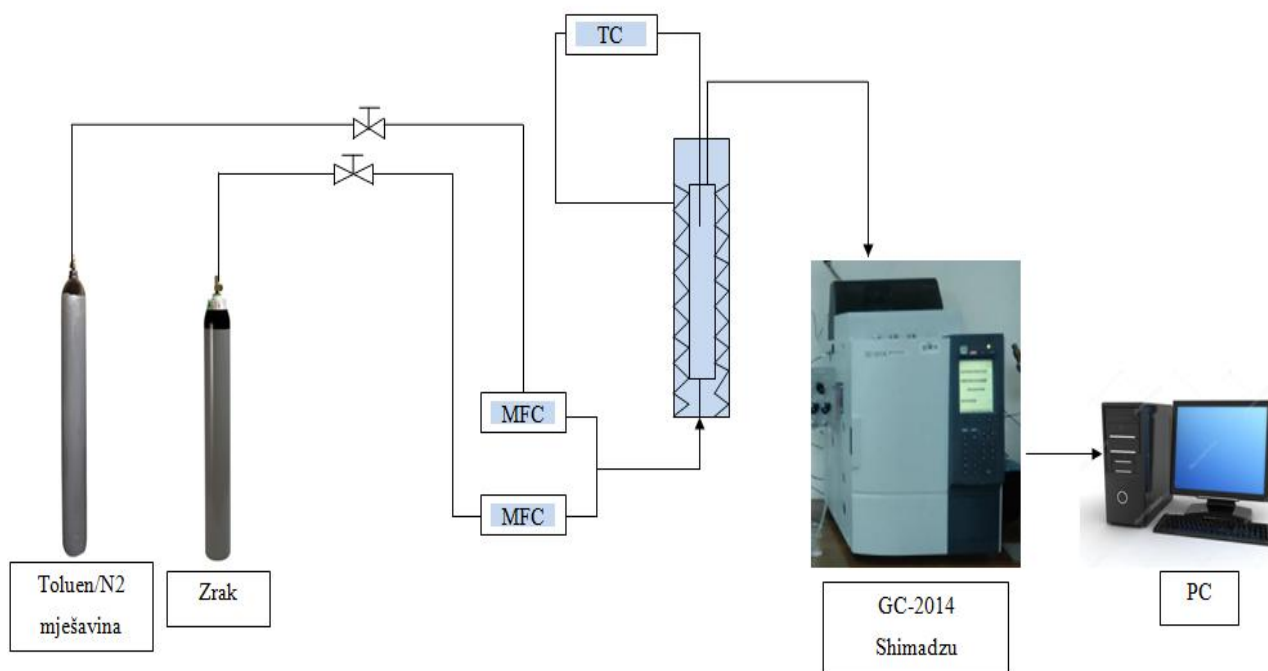 TC
MFC
MFC
Toluen/N2
mješavina
Zrak
GC-2014
Shimadzu
PC